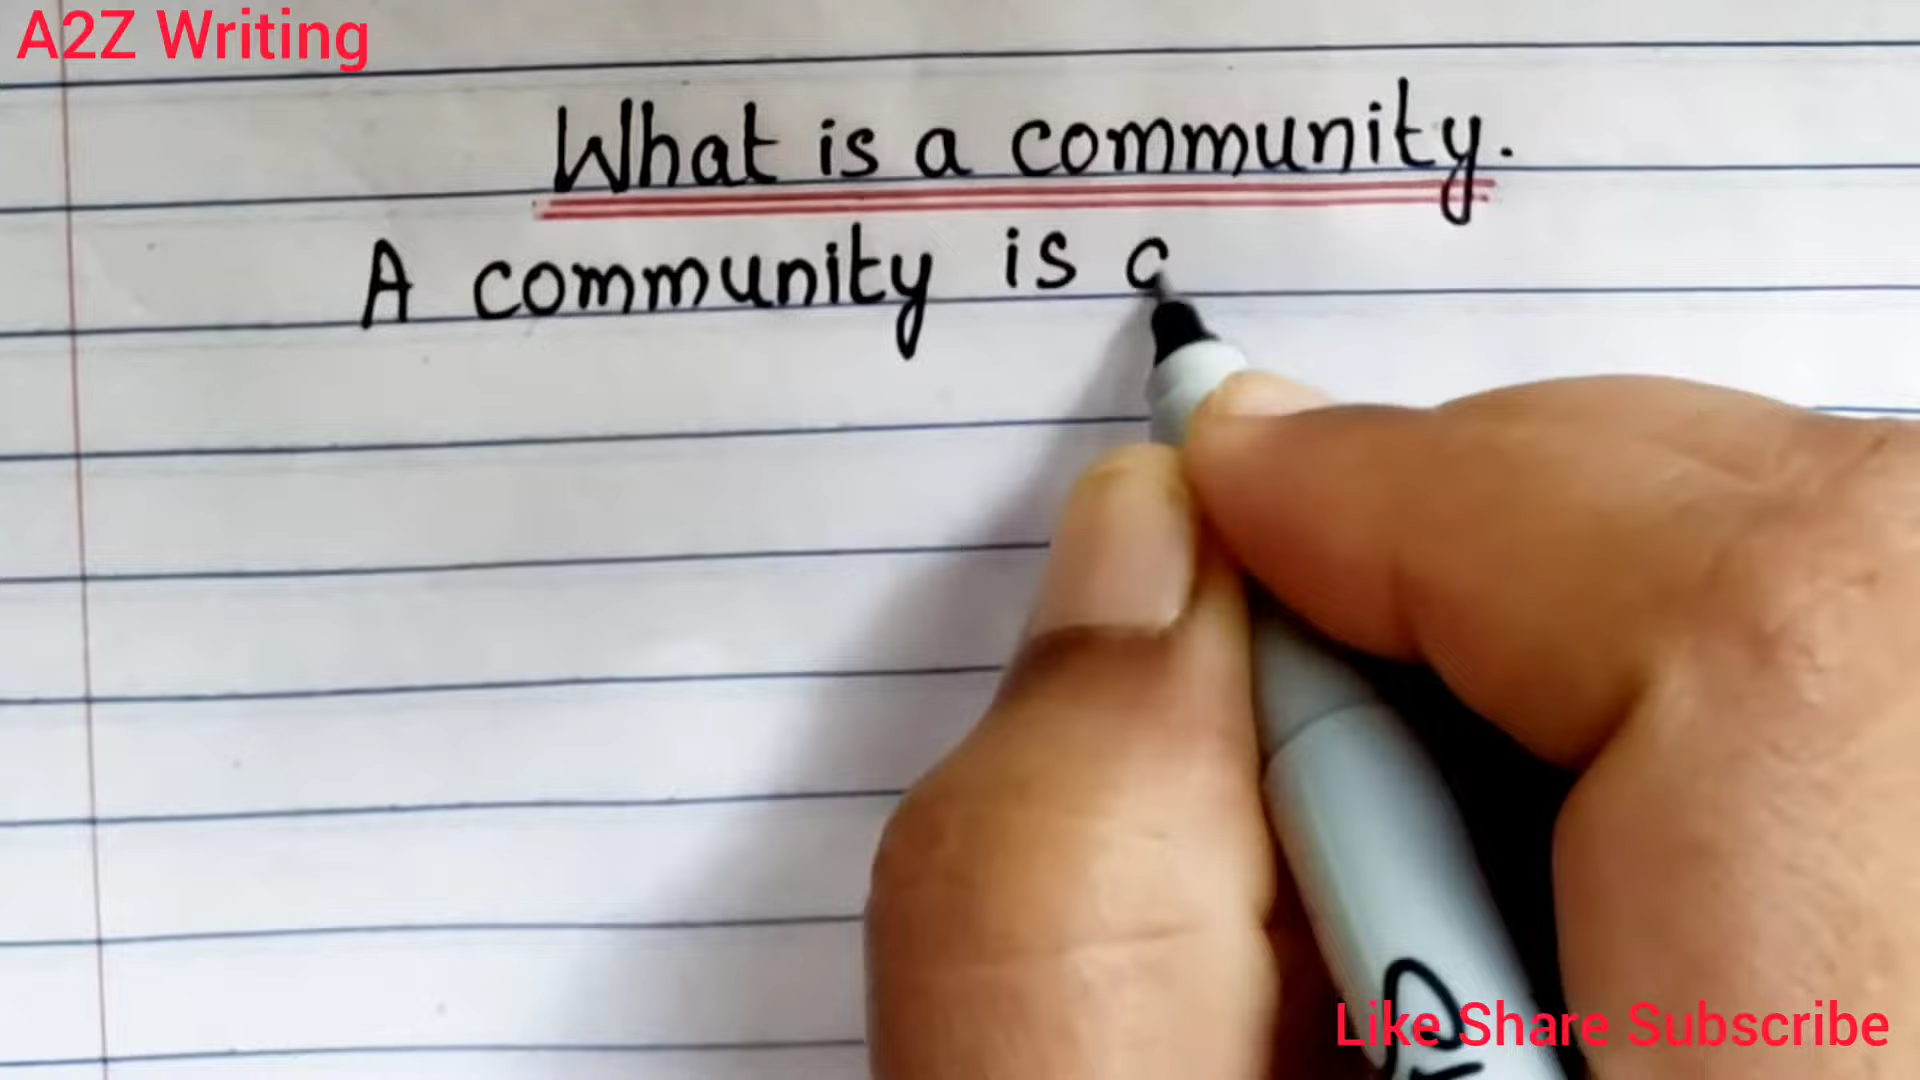 A2Z Writing
What is a community.
A community is a
Like Share Subscribe